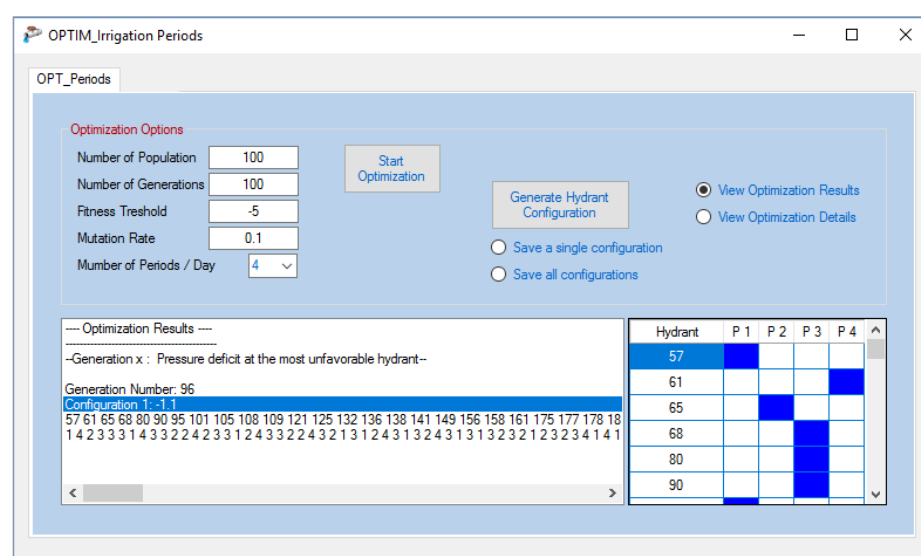 OPTIM_Irrigation Periods
OPT_Periods
Optimization Options
Number of Population 100
Number of Generations 100
Fitness Treshold -5
Mutation Rate 0.1
Mumber of Periods / Day 4
Start
Optimization
Generate Hydrant
Configuration
Save a single configuration
Save all configurations
View Optimization Results
View Optimization Details
---- Optimization Results ----
--Generation x : Pressure deficit at the most unfavorable hydrant--
Generation Number: 96
Configuration 1: -1.1
57 61 65 68 80 90 95 101 105 108 109 121 125 132 136 138 141 149 156 158 161 175 177 178 18
1 4 2 3 3 3 1 4 3 3 2 2 4 2 3 3 1 2 4 3 3 2 2 4 3 2 1 3 1 2 4 3 1 3 2 4 3 1 3 1 3 2 3 2 1 2 3 2 3 4 1 4 1
Hydrant P 1 P 2 P 3 P 4
57
61
65
68
80
90